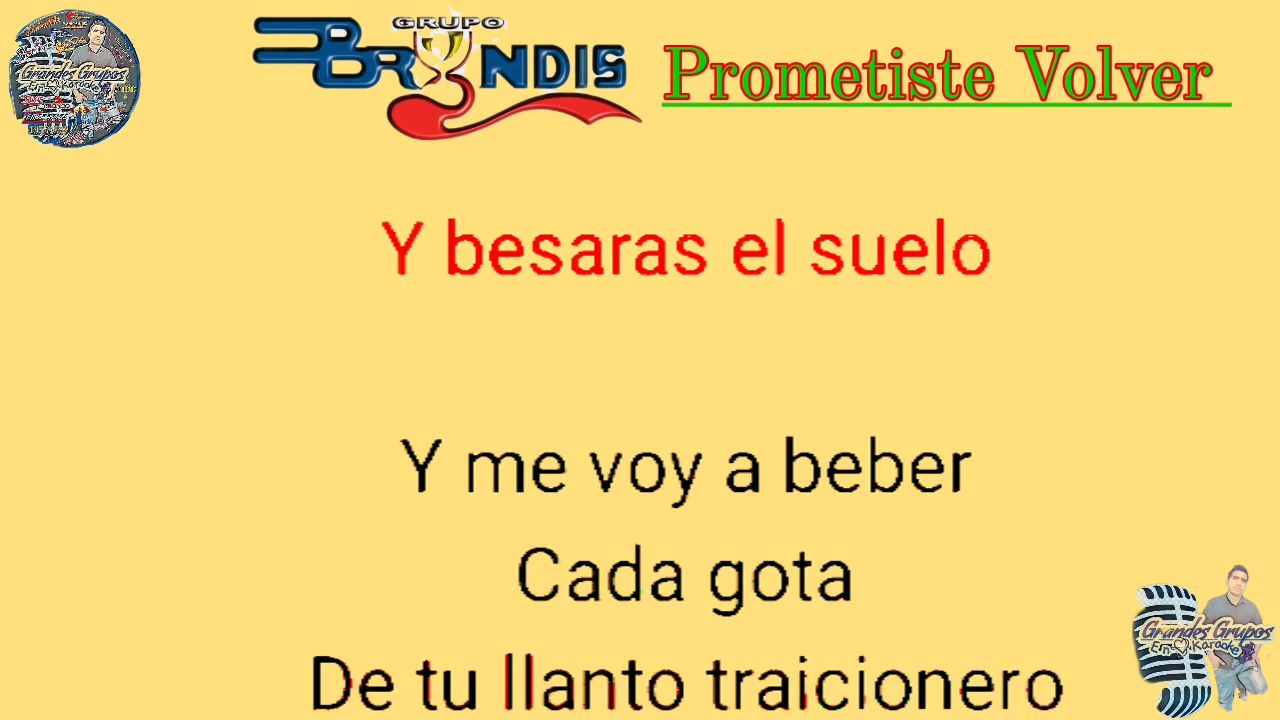 Grandes Grupos
En Karaoke
GRUPO
BRYNDIS
Prometiste Volver
Y besaras el suelo
Y me voy a beber
Cada gota
De tu llanto traicionero
Grandes Grupos
En Karaoke